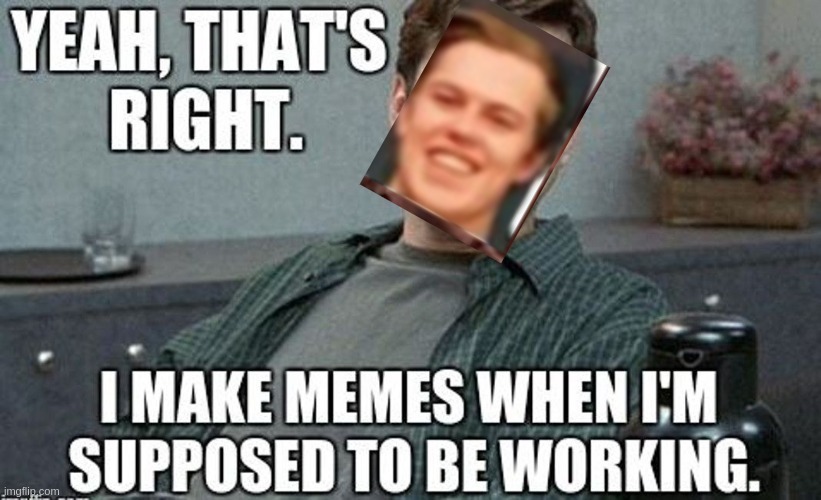 YEAH, THAT'S
RIGHT.
I MAKE MEMES WHEN I'M
SUPPOSED TO BE WORKING.
imgflip.com